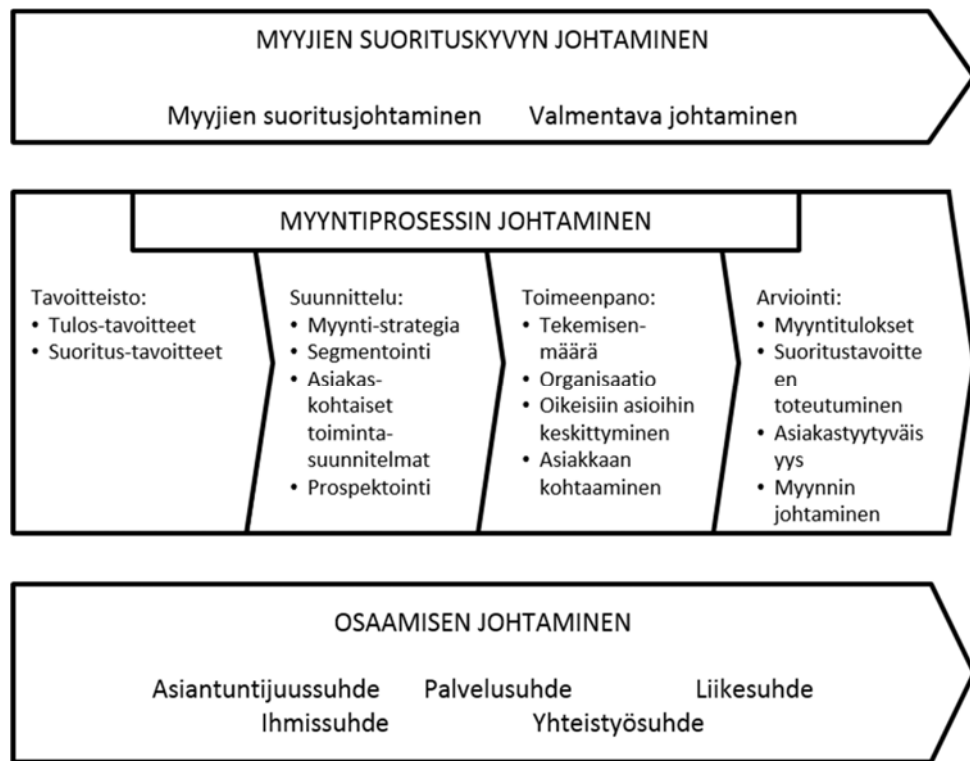 MYYJIEN SUORITUSKYVYN JOHTAMINEN
Myyjien suoritusjohtaminen Valmentava johtaminen
MYYNTIPROSESSIN JOHTAMINEN
Tavoitteisto:
• Tulos-tavoitteet
• Suoritus-tavoitteet
Suunnittelu:
• Myynti-strategia
• Segmentointi
• Asiakas-
kohtaiset
toiminta-
suunnitelmat
• Prospektointi
Toimeenpano:
• Tekemisen-
määrä
• Organisaatio
• Oikeisiin asioihin
keskittyminen
• Asiakkaan
kohtaaminen
Arviointi:
• Myyntitulokset
• Suoritustavoitte
en
toteutuminen
• Asiakastyytyväis
yys
• Myynnin
johtaminen
OSAAMISEN JOHTAMINEN
Asiantuntijuussuhde Palvelusuhde Liikesuhde
Ihmissuhde Yhteistyösuhde